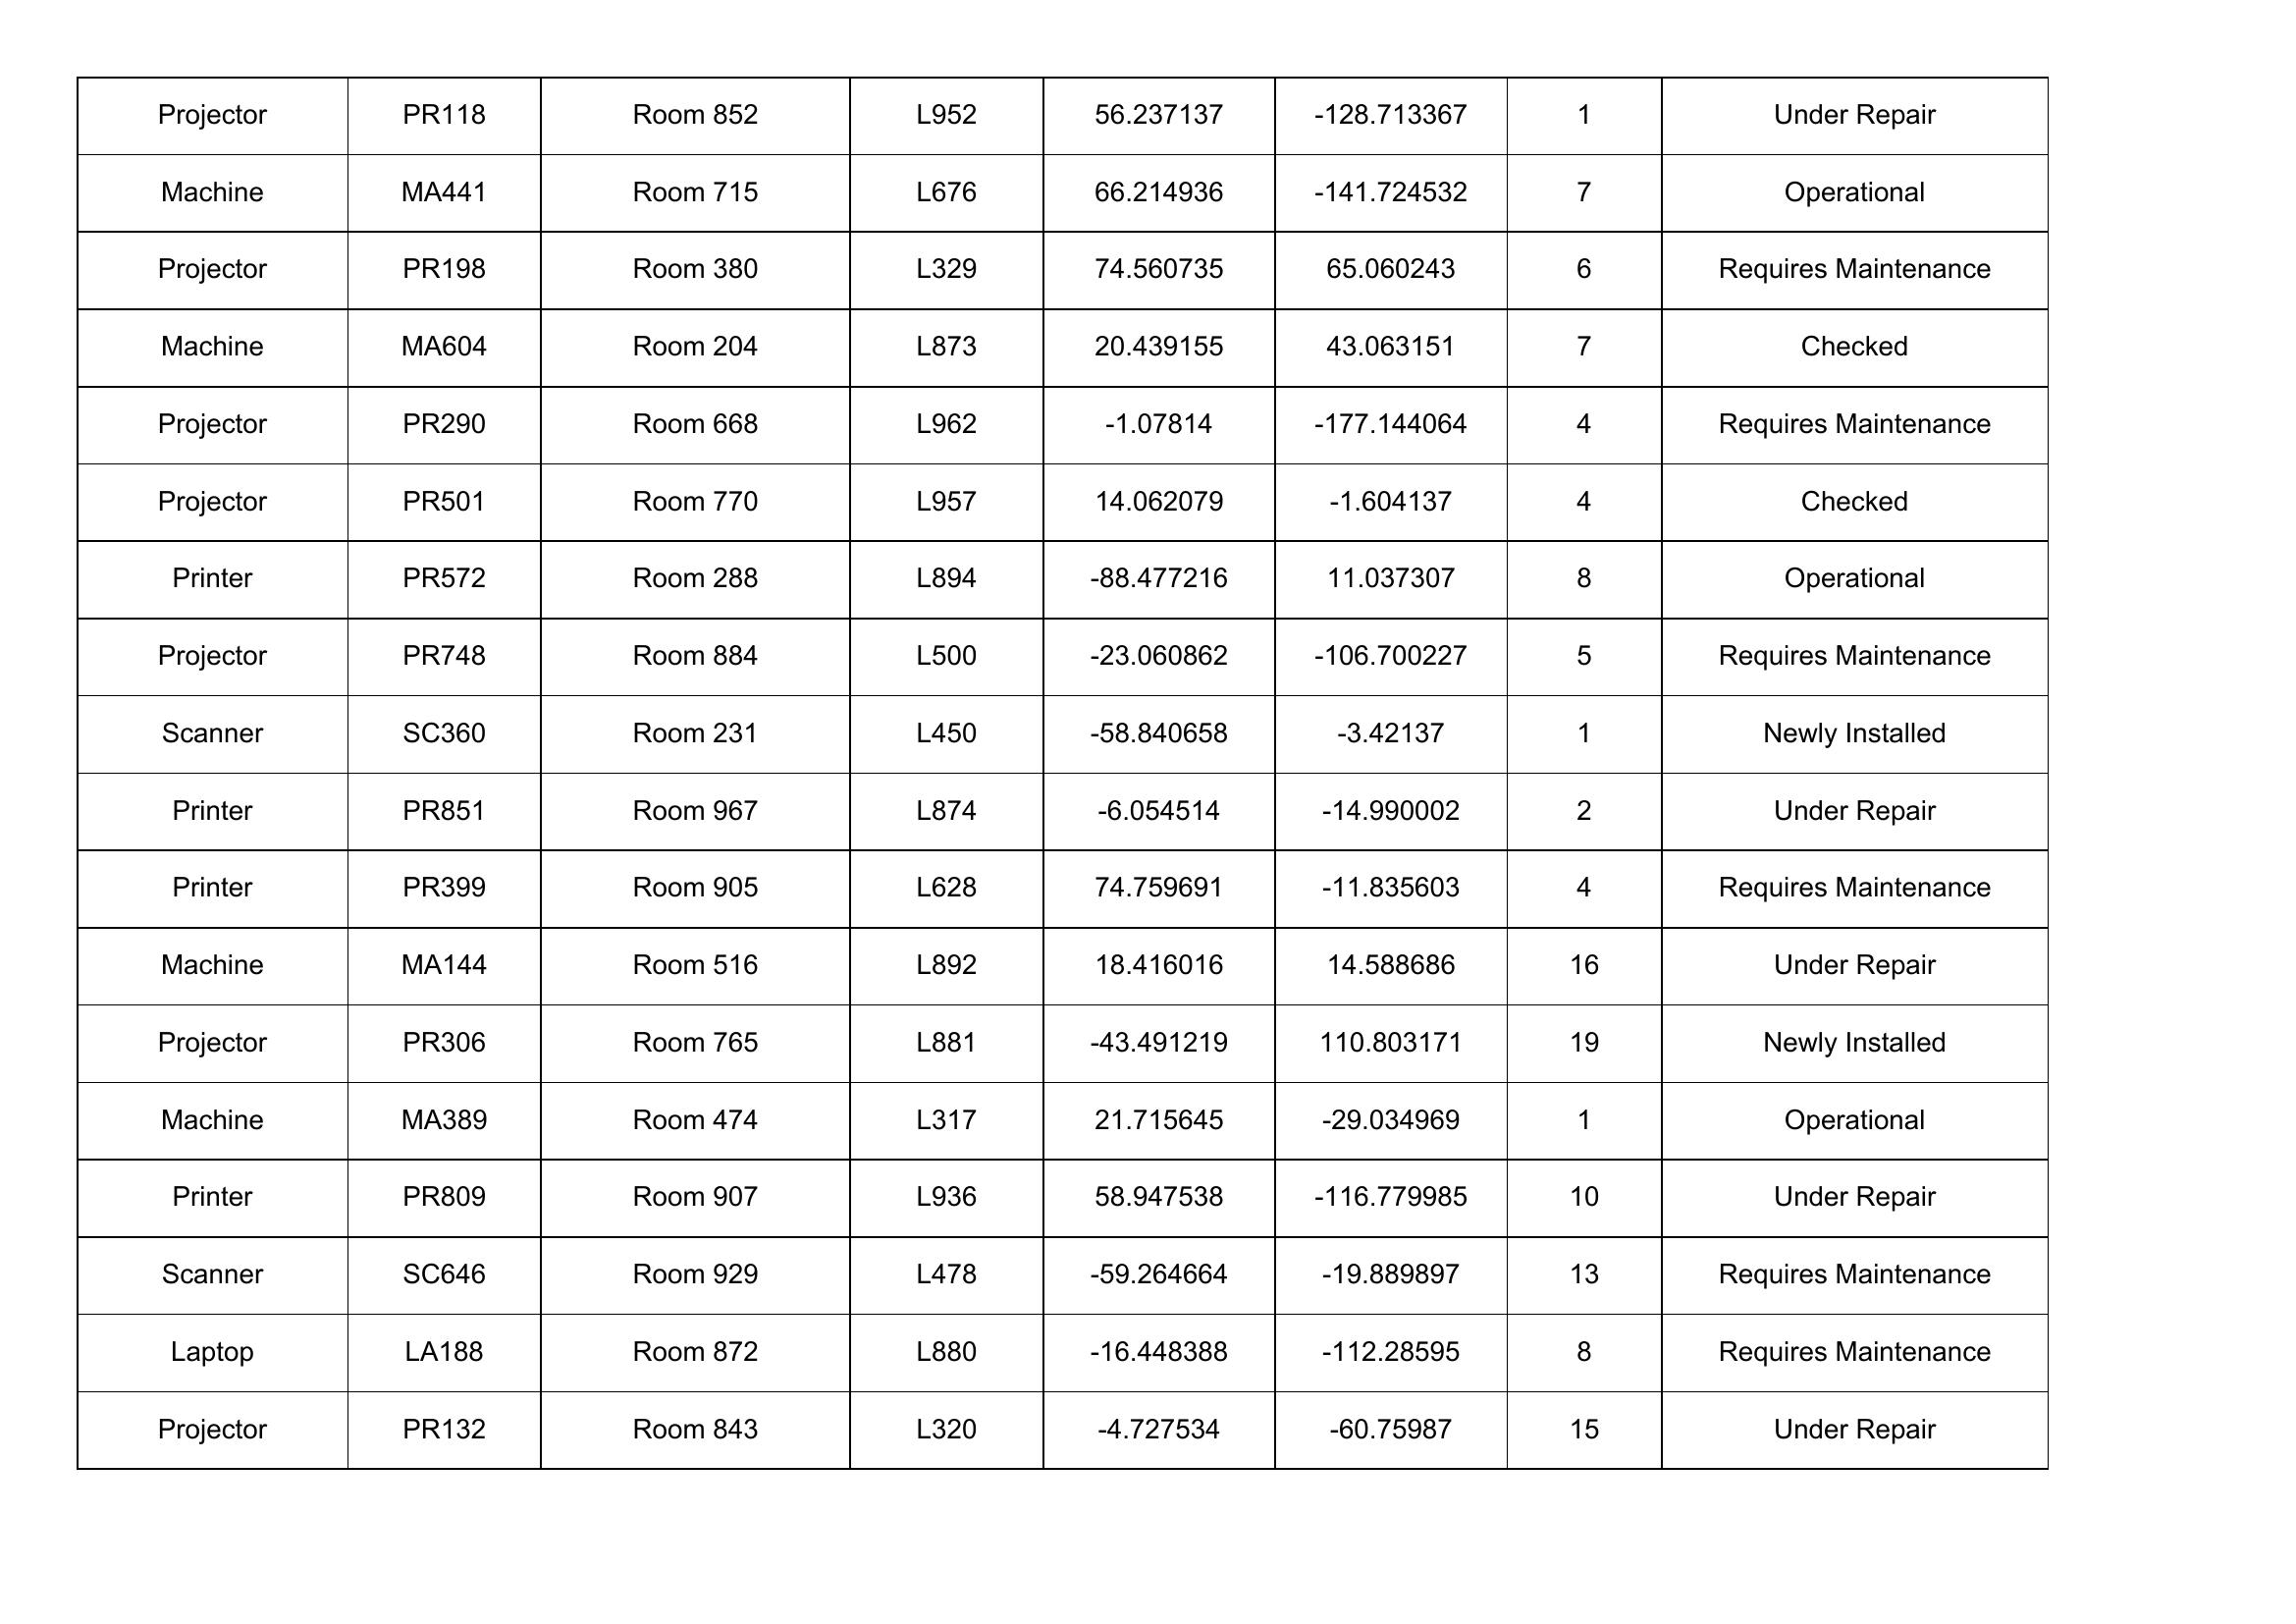 Projector PR118 Room 852 L952 56.237137 -128.713367 1 Under Repair
Machine MA441 Room 715 L676 66.214936 -141.724532 7 Operational
Projector PR198 Room 380 L329 74.560735 65.060243 6 Requires Maintenance
Machine MA604 Room 204 L873 20.439155 43.063151 7 Checked
Projector PR290 Room 668 L962 -1.07814 -177.144064 4 Requires Maintenance
Projector PR501 Room 770 L957 14.062079 -1.604137 4 Checked
Printer PR572 Room 288 L894 -88.477216 11.037307 8 Operational
Projector PR748 Room 884 L500 -23.060862 -106.700227 5 Requires Maintenance
Scanner SC360 Room 231 L450 -58.840658 -3.42137 1 Newly Installed
Printer PR851 Room 967 L874 -6.054514 -14.990002 2 Under Repair
Printer PR399 Room 905 L628 74.759691 -11.835603 4 Requires Maintenance
Machine MA144 Room 516 L892 18.416016 14.588686 16 Under Repair
Projector PR306 Room 765 L881 -43.491219 110.803171 19 Newly Installed
Machine MA389 Room 474 L317 21.715645 -29.034969 1 Operational
Printer PR809 Room 907 L936 58.947538 -116.779985 10 Under Repair
Scanner SC646 Room 929 L478 -59.264664 -19.889897 13 Requires Maintenance
Laptop LA188 Room 872 L880 -16.448388 -112.28595 8 Requires Maintenance
Projector PR132 Room 843 L320 -4.727534 -60.75987 15 Under Repair